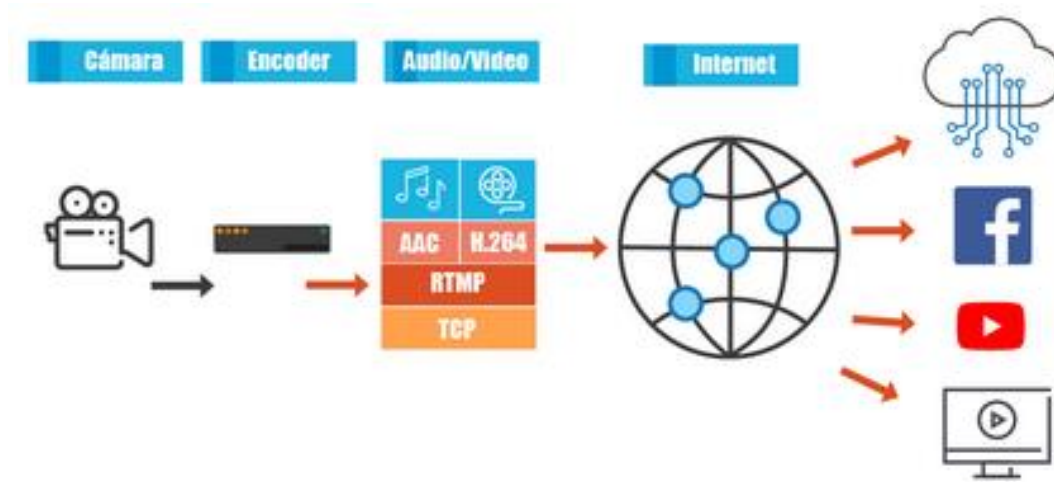 Cámara
Encoder
Audio/Video
Internet
AAC
H.264
RTMP
TCP
f